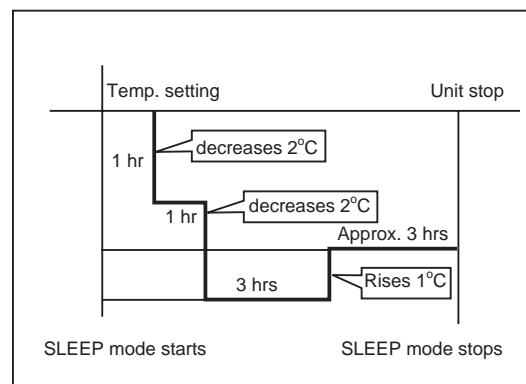 Temp. setting
Unit stop
decreases 2°C
1 hr
decreases 2°C
1 hr
Approx. 3 hrs
3 hrs
Rises 1°C
SLEEP mode starts
SLEEP mode stops